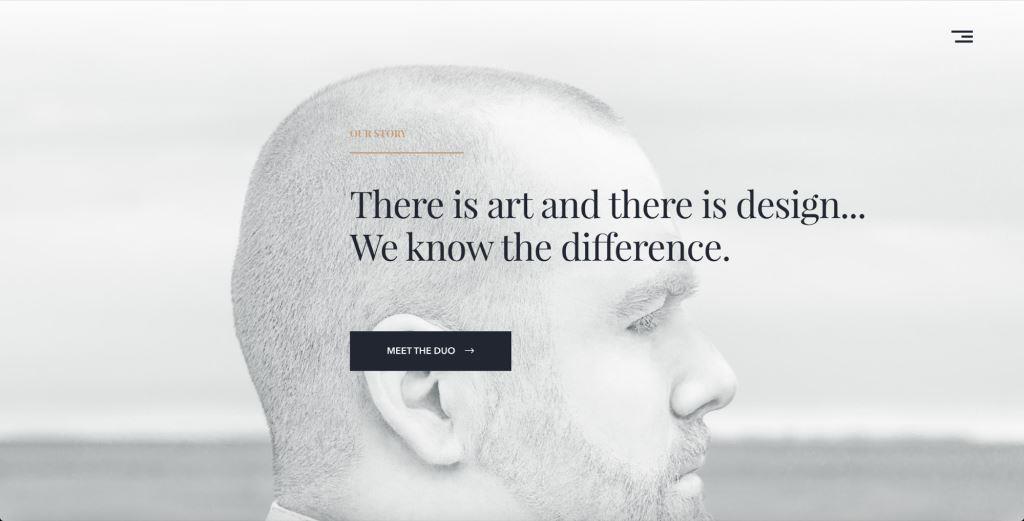 OUR STORY
There is art and there is design...
We know the difference.
MEET THE DUO →